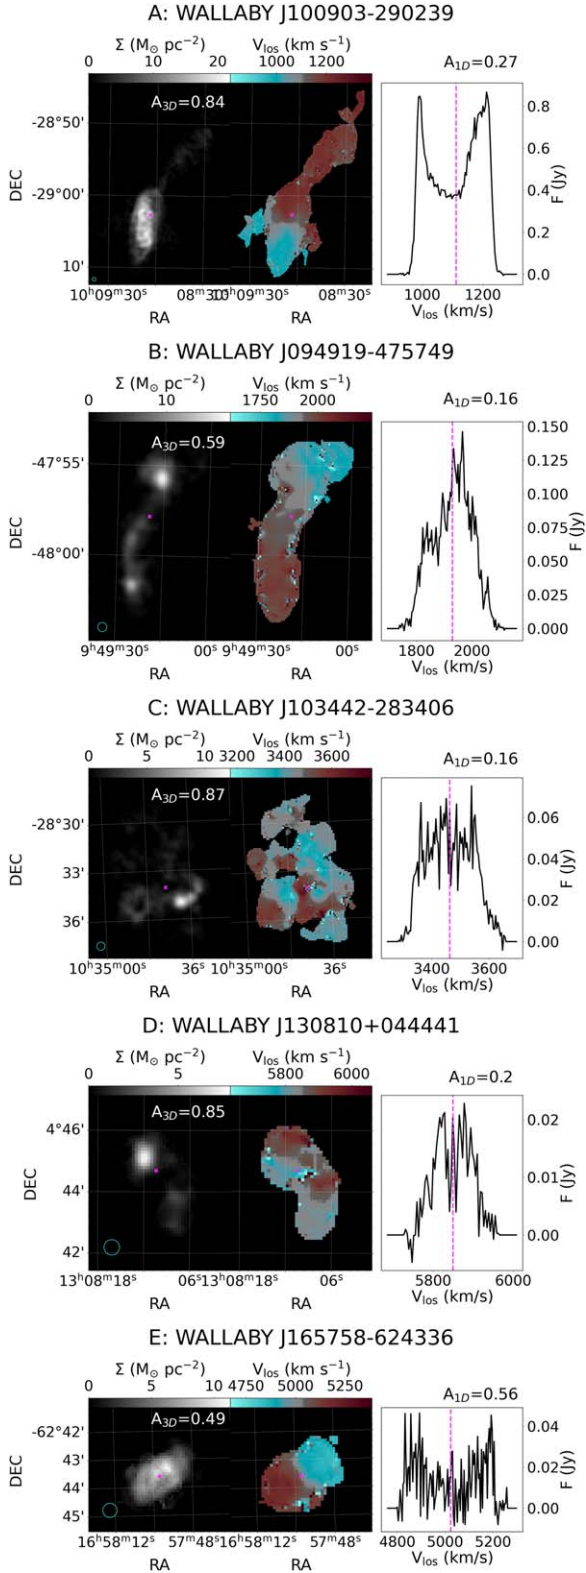 A: WALLABY J100903-290239
Σ (M⊙ pc⁻²) Vlos (km s⁻¹)
0 10 20 1000 1200
A1D=0.27
A3D=0.84
-28°50'
-29°00'
10'
DEC
0.8
0.6
0.4
0.2
0.0
F (Jy)
10ʰ09ᵐ30ˢ 08ˢ30ˢ09ᵐ30ˢ 08ᵐ30ˢ
1000 1200
RA RA Vlos (km/s)
B: WALLABY J094919-475749
Σ (M⊙ pc⁻²) Vlos (km s⁻¹)
0 10 1750 2000
A1D=0.16
A3D=0.59
-47°55'
-48°00'
DEC
0.150
0.125
0.100
0.075
0.050
0.025
0.000
F (Jy)
9ʰ49ᵐ30ˢ 00ˢ 9ʰ49ᵐ30ˢ 00ˢ
1800 2000
RA RA Vlos (km/s)
C: WALLABY J103442-283406
Σ (M⊙ pc⁻²) Vlos (km s⁻¹)
0 5 10 3200 3400 3600
A1D=0.16
A3D=0.87
-28°30'
33'
36'
DEC
0.06
0.04
0.02
0.00
F (Jy)
10ʰ35ᵐ00ˢ 36ˢ 10ʰ35ᵐ00ˢ 36ˢ
3400 3600
RA RA Vlos (km/s)
D: WALLABY J130810+044441
Σ (M⊙ pc⁻²) Vlos (km s⁻¹)
0 5 5800 6000
A1D=0.2
A3D=0.85
4°46'
44'
42'
DEC
0.02
0.01
0.00
F (Jy)
13ʰ08ᵐ18ˢ 06ˢ13ʰ08ᵐ18ˢ 06ˢ
5800 6000
RA RA Vlos (km/s)
E: WALLABY J165758-624336
Σ (M⊙ pc⁻²) Vlos (km s⁻¹)
0 5 10 4750 5000 5250
A1D=0.56
A3D=0.49
-62°42'
43'
44'
45'
DEC
0.04
0.02
0.00
F (Jy)
16ʰ58ᵐ12ˢ 57ᵐ48ˢ16ʰ58ᵐ12ˢ 57ᵐ48ˢ
4800 5000 5200
RA RA Vlos (km/s)